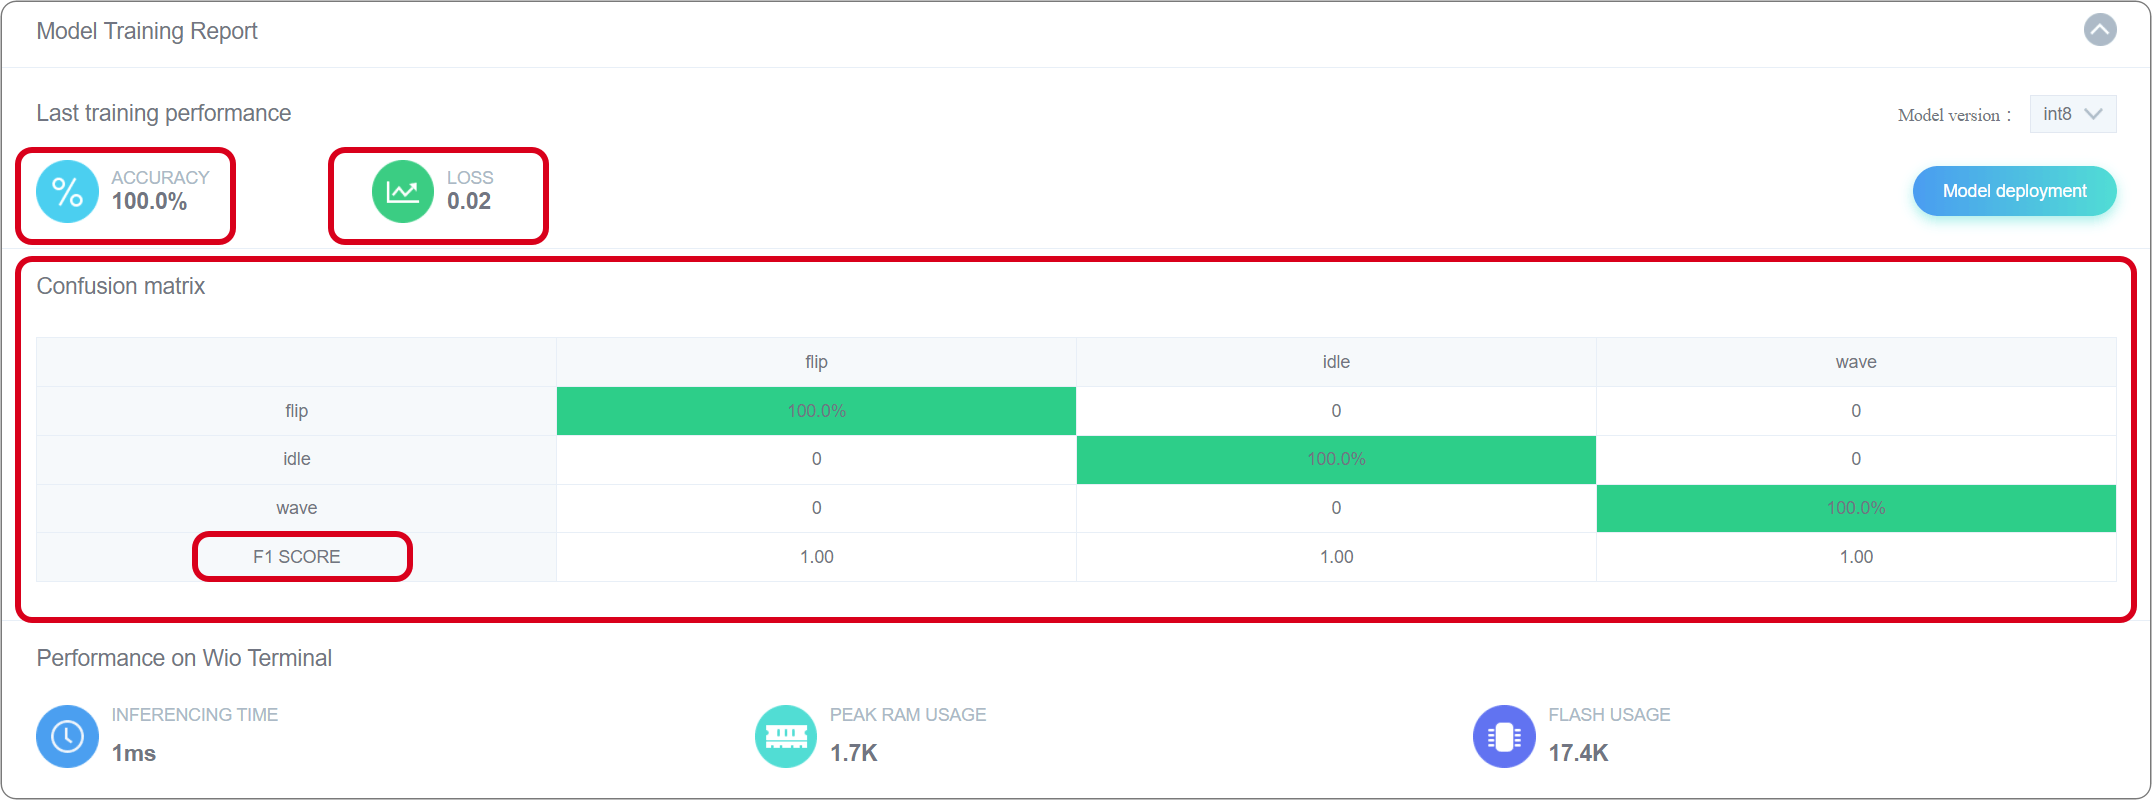 Model Training Report
Last training performance
Model version :
int8
ACCURACY
100.0%
LOSS
0.02
Model deployment
Confusion matrix
flip idle wave
flip 100.0% 0 0
idle 0 100.0% 0
wave 0 0 100.0%
F1 SCORE 1.00 1.00 1.00
Performance on Wio Terminal
INFERENCING TIME
1ms
PEAK RAM USAGE
1.7K
FLASH USAGE
17.4K